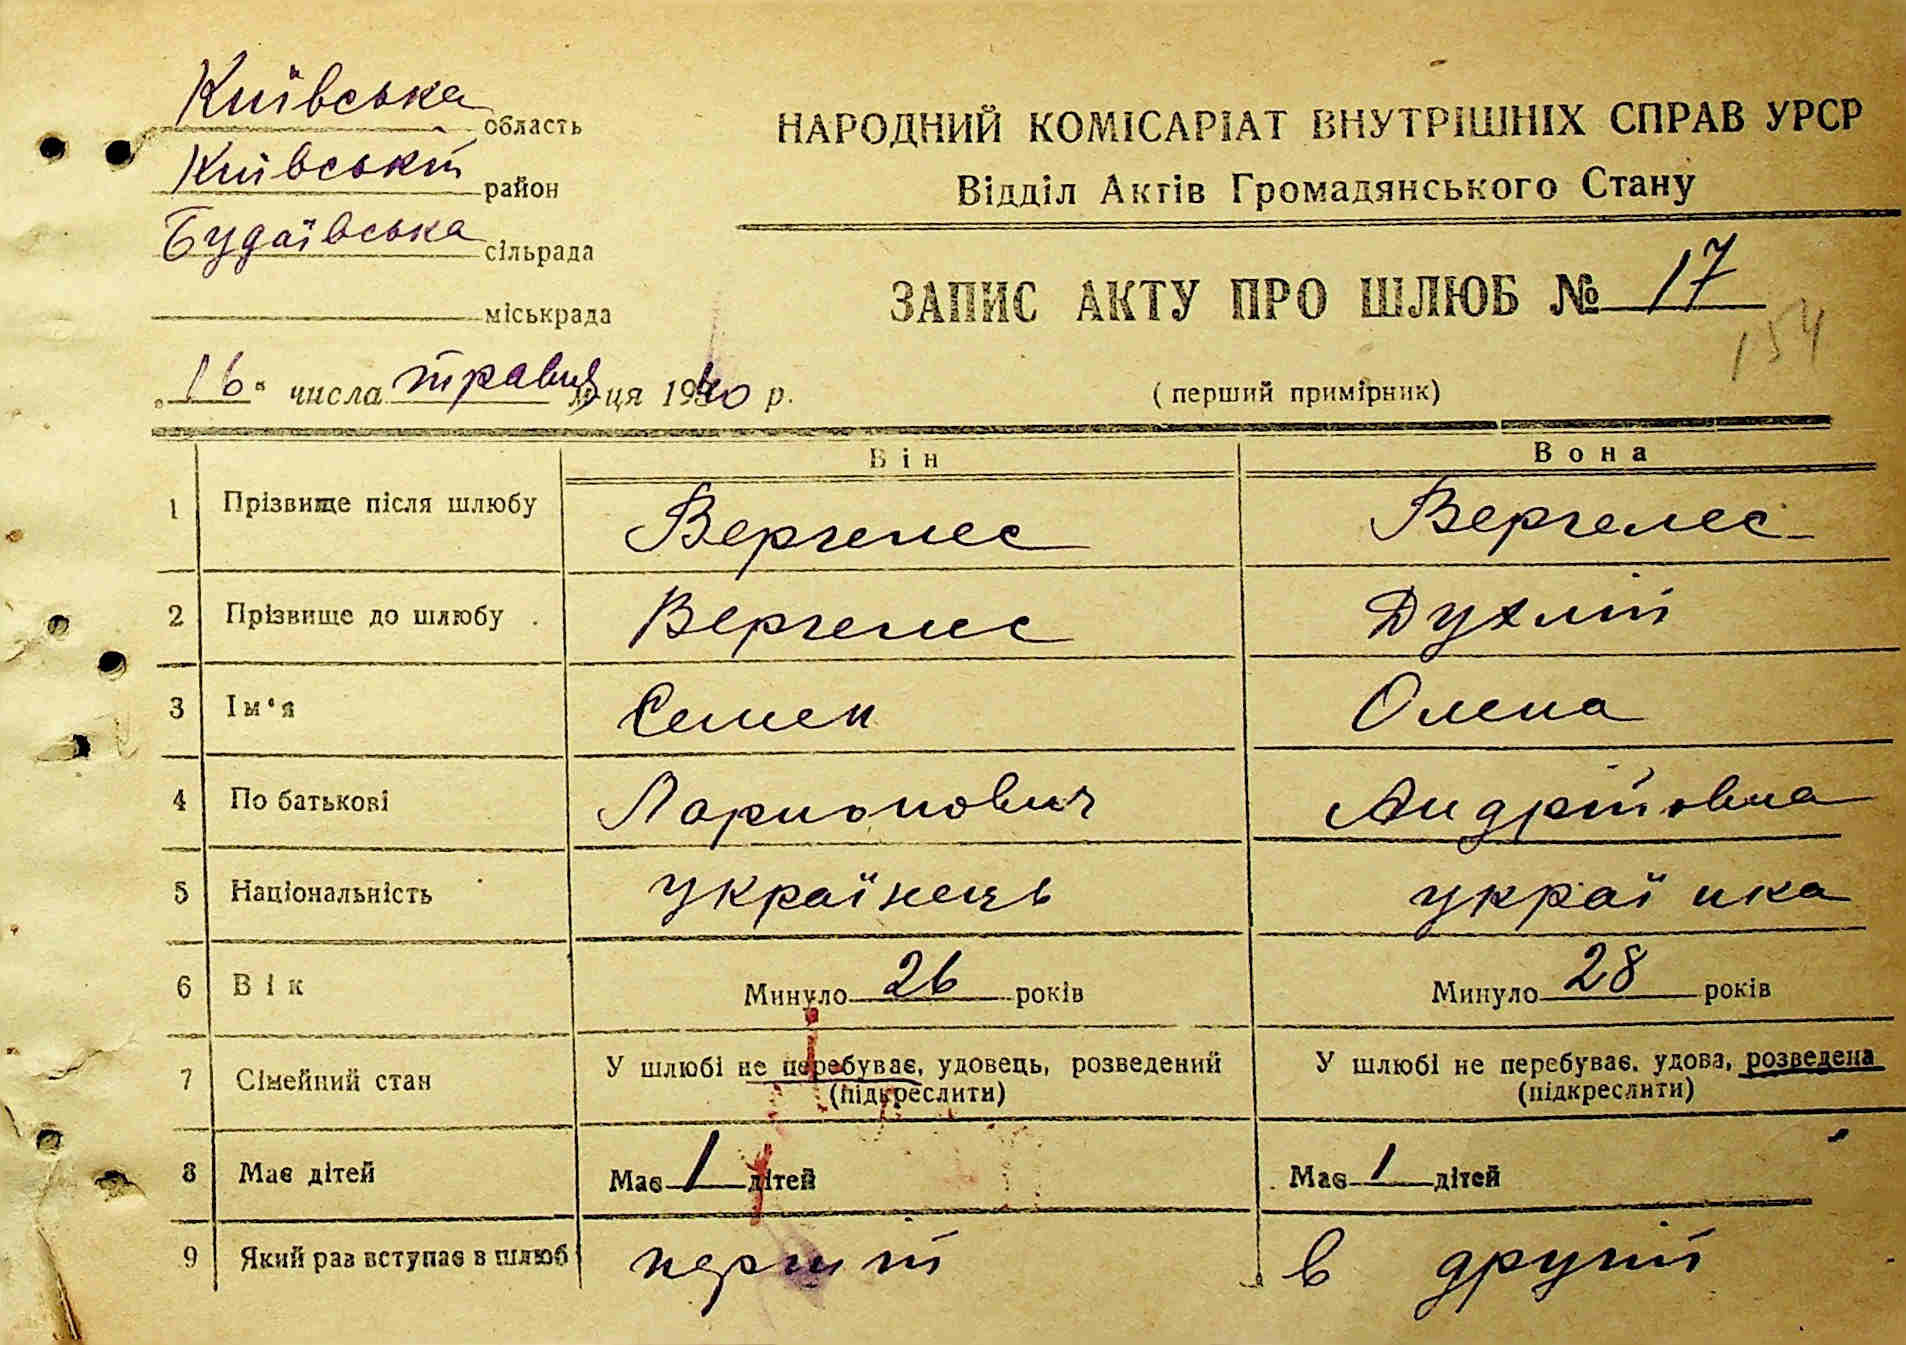 Київська область
Київський район
Будаївська сільрада
міськрада
„16“ числа травня м-ця 1940 р.
НАРОДНИЙ КОМІСАРІАТ ВНУТРІШНІХ СПРАВ УРСР
Відділ Актів Громадянського Стану
ЗАПИС АКТУ ПРО ШЛЮБ № 17
154
(перший примірник)
Він Вона
1 Прізвище після шлюбу Вергелес Вергелес
2 Прізвище до шлюбу Вергелес Духлій
3 Ім'я Семен Олена
4 По батькові Ларионович Андрійовна
5 Національність українець українка
6 Вік Минуло 26 років Минуло 28 років
7 Сімейний стан У шлюбі не перебуває, удовець, розведений (підкреслити) У шлюбі не перебуває, удова, розведена (підкреслити)
8 Має дітей Має 1 дітей Має 1 дітей
9 Який раз вступає в шлюб перший в другий